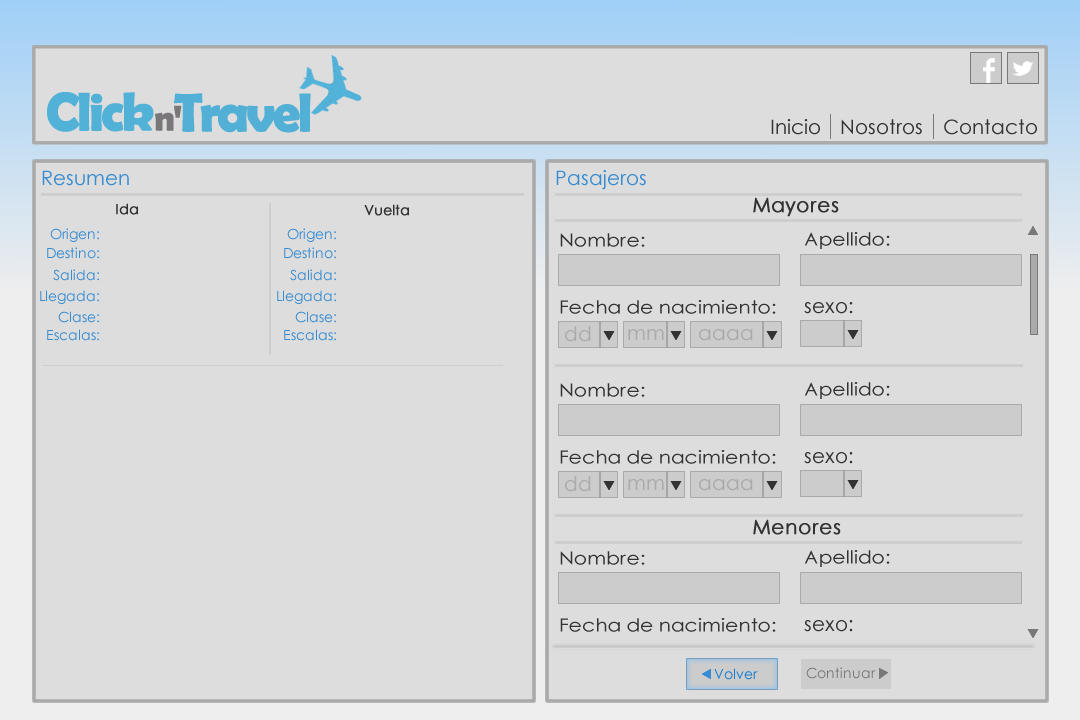 Click n' Travel
Inicio Nosotros Contacto
Resumen
Ida
Origen:
Destino:
Salida:
Llegada:
Clase:
Escalas:
Vuelta
Origen:
Destino:
Salida:
Llegada:
Clase:
Escalas:
Pasajeros
Mayores
Nombre: Apellido:
Fecha de nacimiento: sexo:
dd mm aaaa
Nombre: Apellido:
Fecha de nacimiento: sexo:
dd mm aaaa
Menores
Nombre: Apellido:
Fecha de nacimiento: sexo:
Volver Continuar